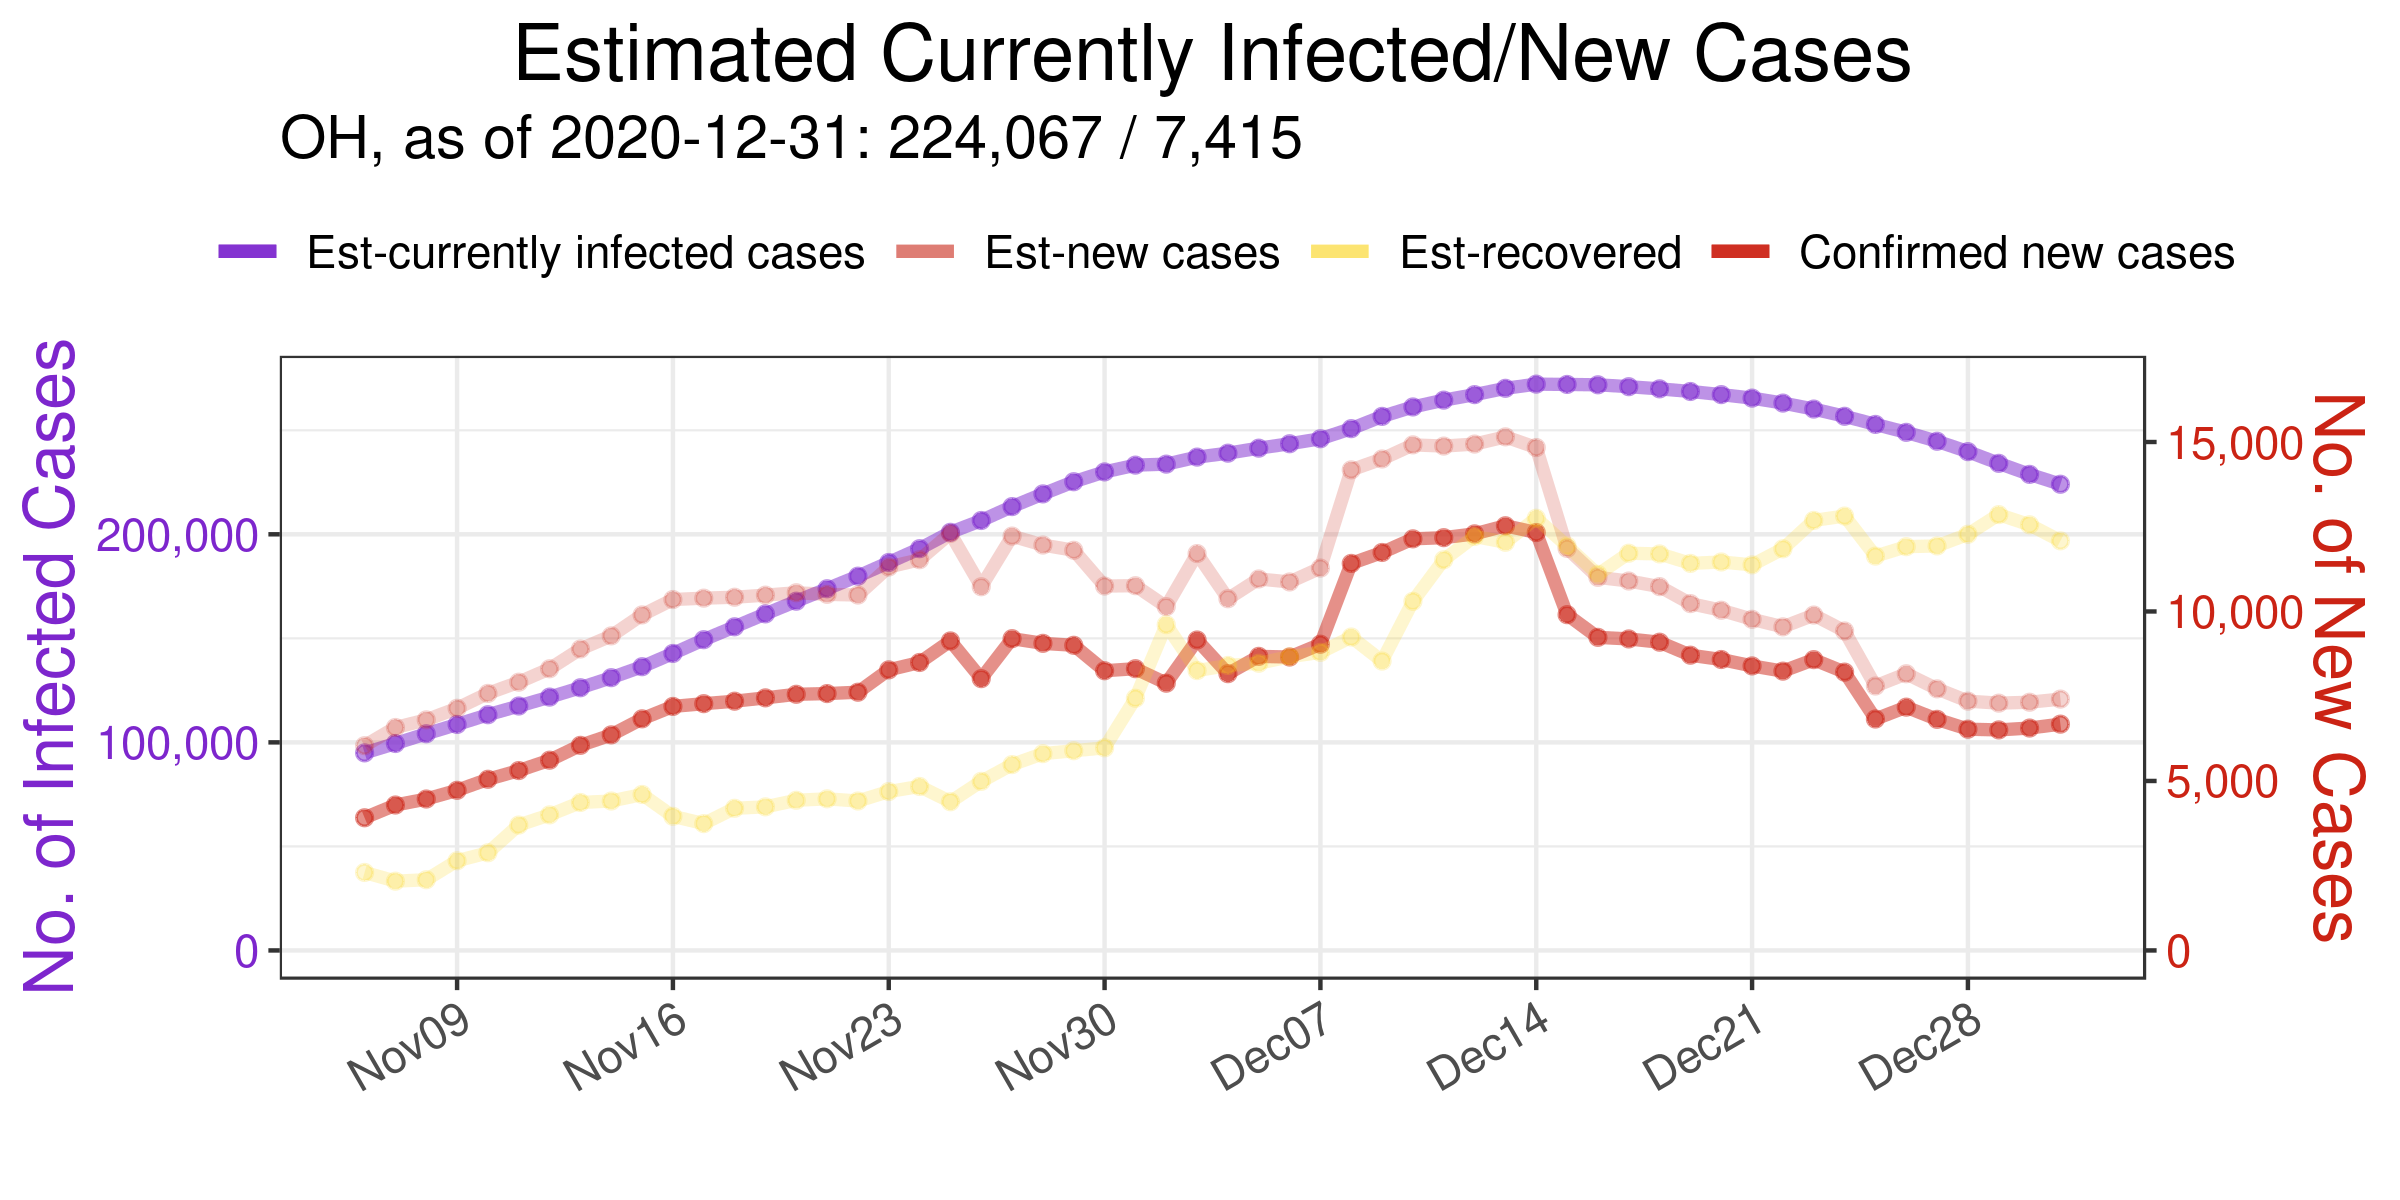 Estimated Currently Infected/New Cases
OH, as of 2020-12-31: 224,067 / 7,415
Est-currently infected cases Est-new cases Est-recovered Confirmed new cases
No. of Infected Cases
200,000
100,000
0
15,000
10,000
5,000
0
No. of New Cases
Nov09 Nov16 Nov23 Nov30 Dec07 Dec14 Dec21 Dec28